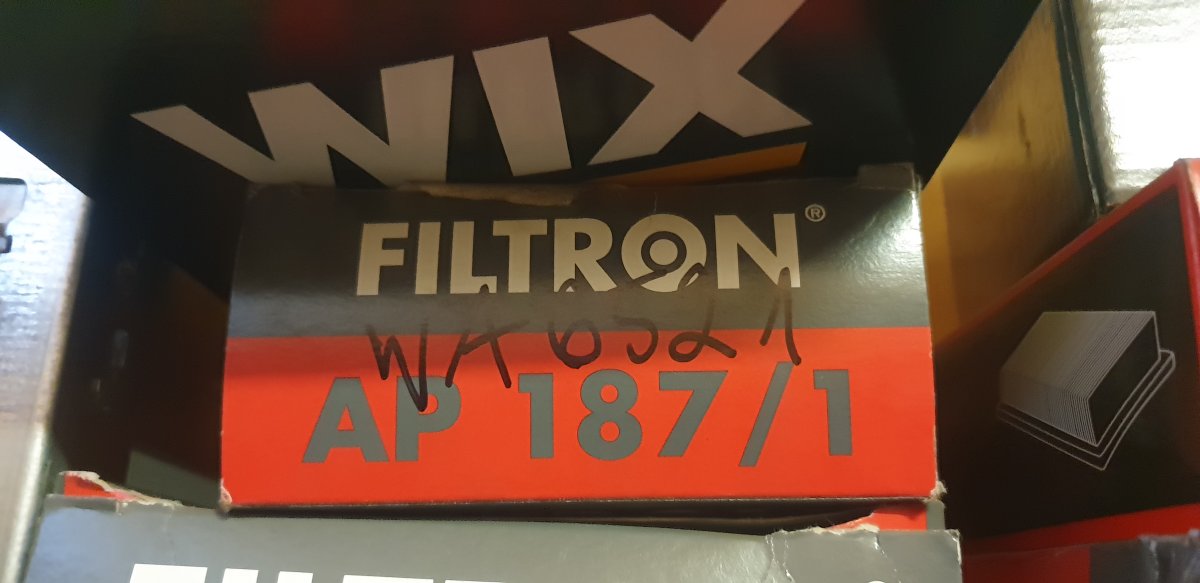 WIX
FILTRON®
WA6521
AP 187/1